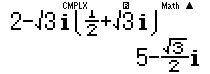 CMPLX R Math ▲
2-√3i(1/2+√3i)
5-√3/2i